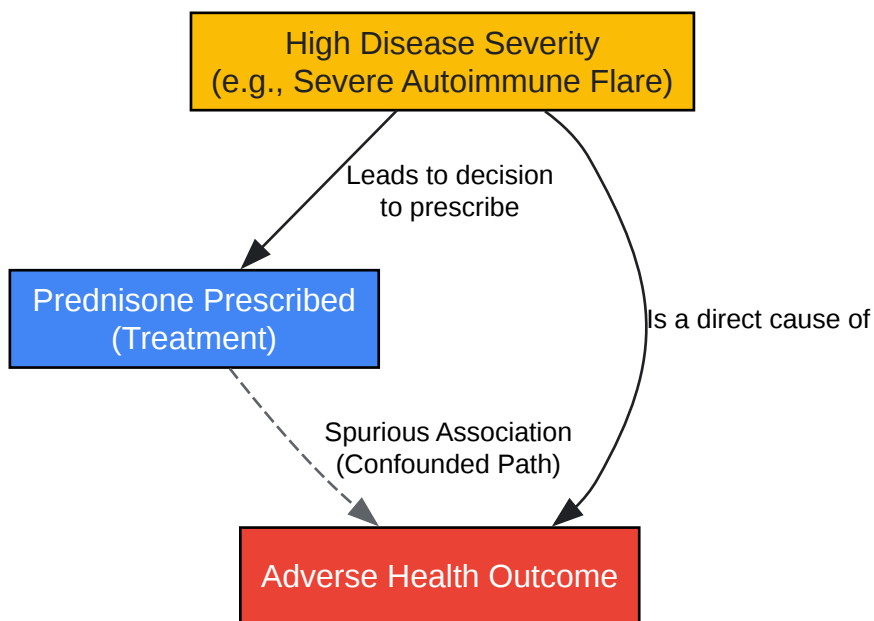 High Disease Severity
(e.g., Severe Autoimmune Flare)
Leads to decision
to prescribe
Prednisone Prescribed
(Treatment)
Is a direct cause of
Spurious Association
(Confounded Path)
Adverse Health Outcome